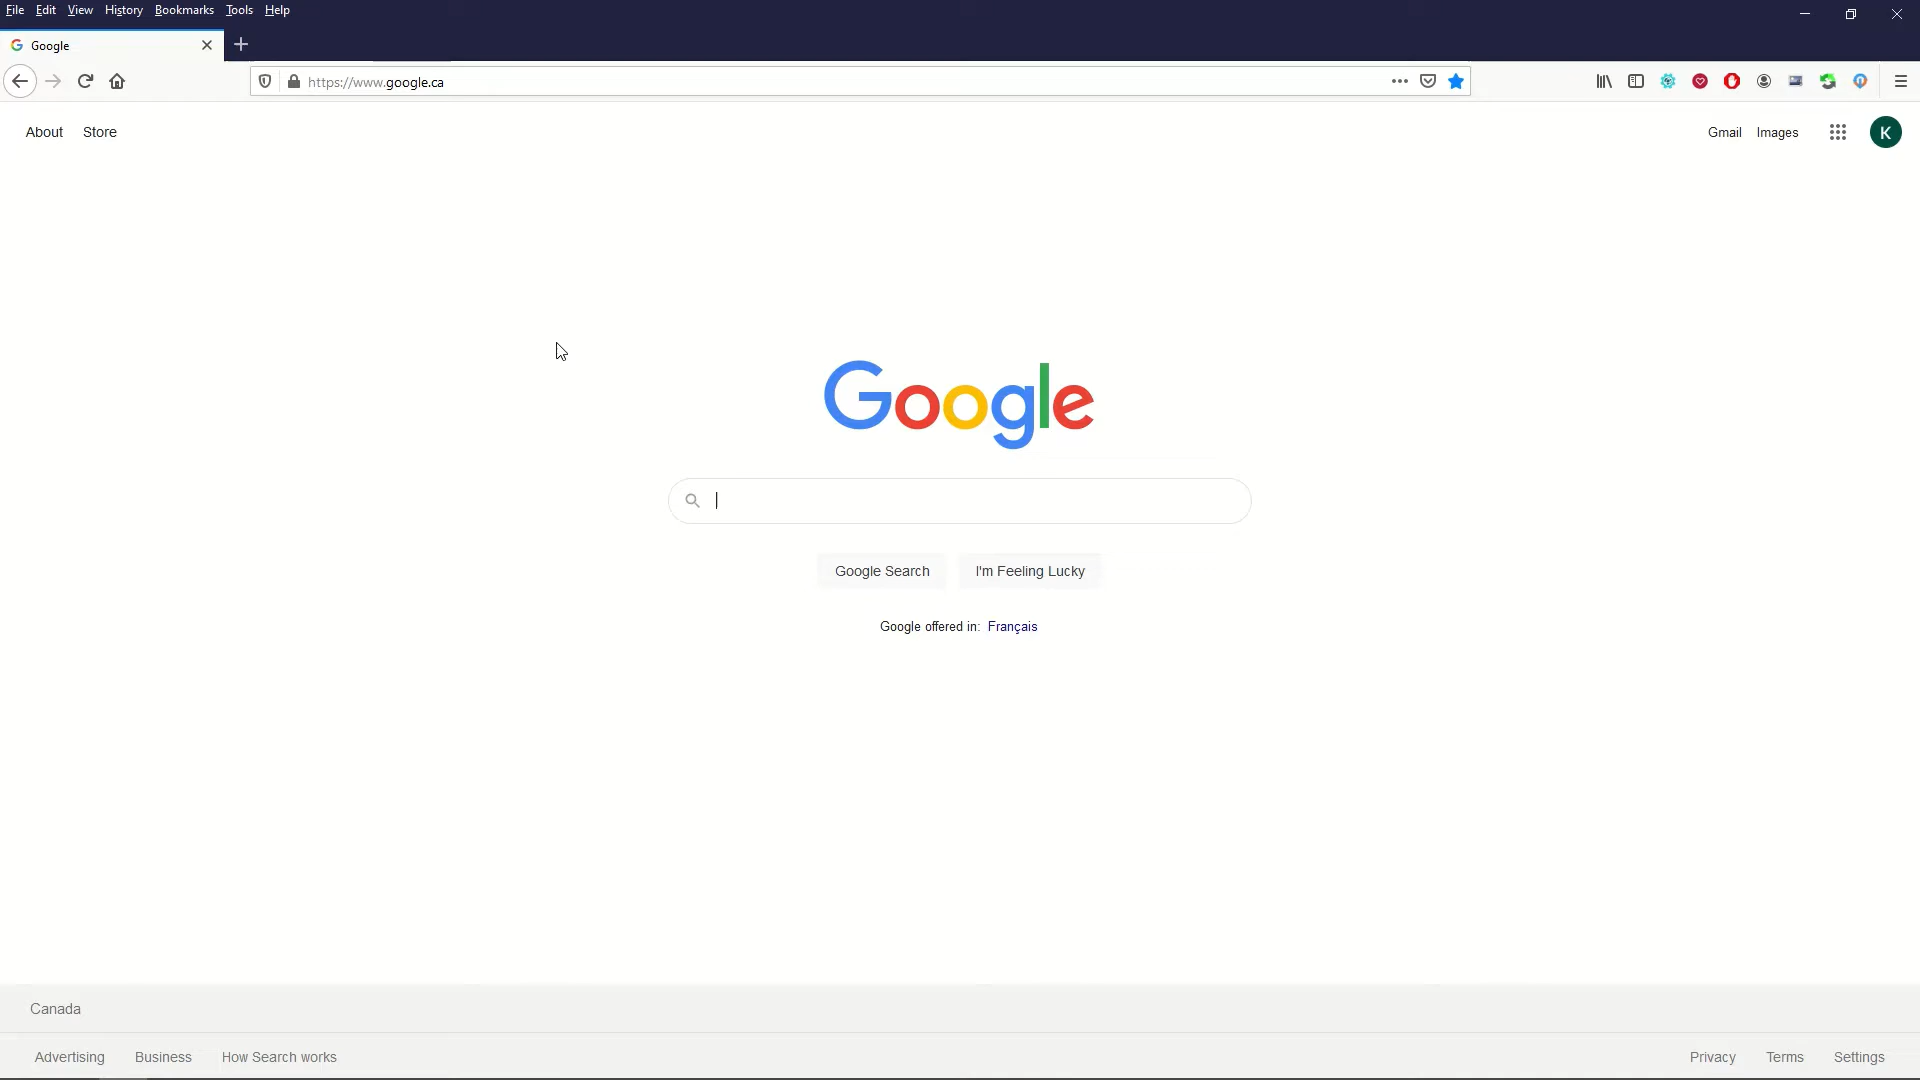 File Edit View History Bookmarks Tools Help
Google
https://www.google.ca
About Store
Gmail Images
K
Google
Google Search I'm Feeling Lucky
Google offered in: Français
Canada
Advertising Business How Search works
Privacy Terms Settings